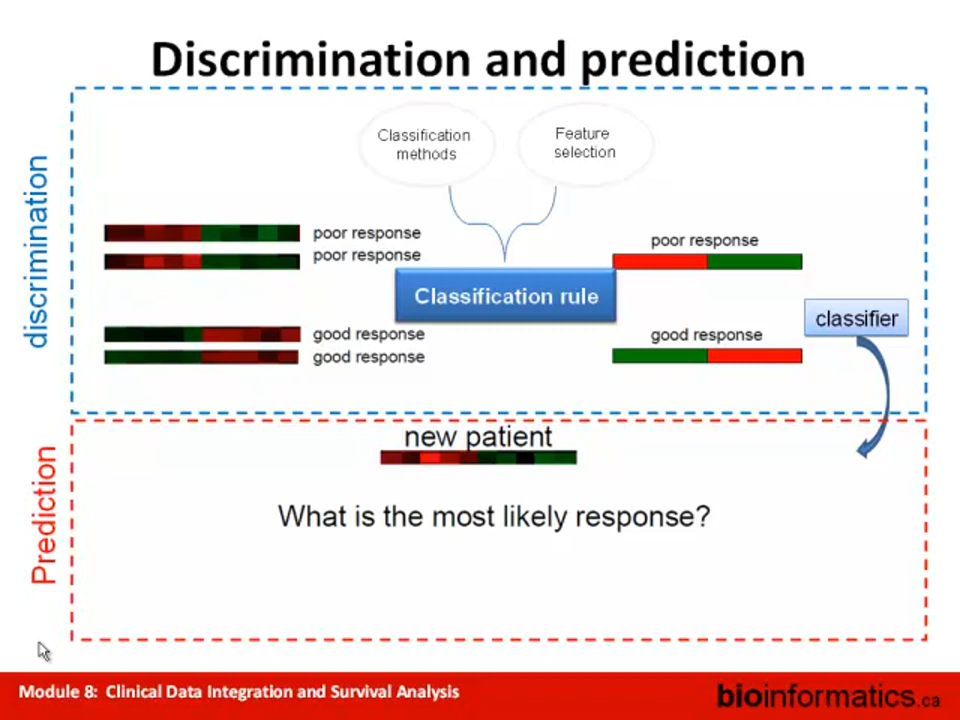 Discrimination and prediction
discrimination
Classification
methods
Feature
selection
poor response
poor response
good response
good response
Classification rule
poor response
good response
classifier
Prediction
new patient
What is the most likely response?
Module 8: Clinical Data Integration and Survival Analysis
bioinformatics.ca